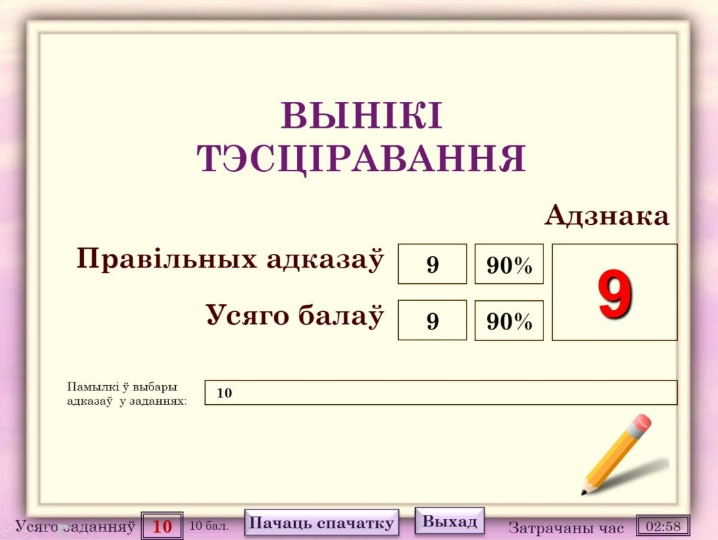 ВЫНІКІ
ТЭСЦІРАВАННЯ
Адзнака
Правільных адказаў 9 90% 9
Усяго балаў 9 90%
Памылкі ў выбары
адказаў у заданнях: 10
Усяго заданняў 10 10 бал. Пачаць спачатку Выхад Затрачаны час 02:58